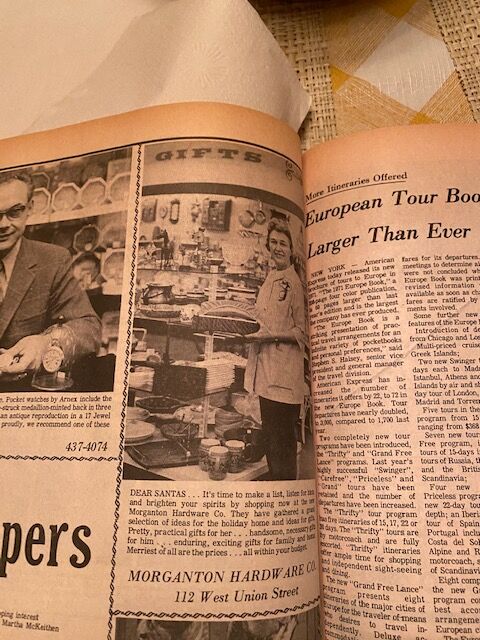 . Pocket watches by Arnex include the
-struck medallion-minted back in three
an antique reproduction in a 17 Jewel
proudly, we recommend one of these
437-4074
pers
ping interest
Martha McKeithen
GIFTS
DEAR SANTAS . . . It's time to make a list, listen for
and brighten your spirits by shopping now at the
Morganton Hardware Co. They have gathered a great
selection of ideas for the holiday home and ideas for gifts.
Pretty, practical gifts for her . . . handsome, necessary gifts
for him . . . enduring, exciting gifts for family and home.
Merriest of all are the prices . . . all within your budget.
MORGANTON HARDWARE CO.
112 West Union Street
More Itineraries Offered
European Tour Boo
Larger Than Ever
NEW YORK American
Express today released its new
brochure of tours to Europe in
1971. "The 1971 Europe Book," a
page four color publication,
is pages larger than last
year's edition and is the largest
company has ever produced.
"The Europe Book is a
presentation of prac-
tical travel arrangements for an
variety of pocketbooks
and personal preferences," said
Stephen S. Halsey, senior vice
president and general manager
of the travel division.
American Express has in-
creased the number of
itineraries it offers by 22, to 72 in
the new Europe Book. Tour
departures have nearly doubled,
to 3,000, compared to 1,700 last
year.
Two completely new tour
programs have been introduced,
the "Thrifty" and "Grand Free
Lance" programs. Last year's
highly successful "Swinger",
"Carefree", "Priceless" and
"Grand" tours have been
retained and the number of
departures have been increased.
The "Thrifty" tour program
has five itineraries of 15, 17, 22 or
days. The "Thrifty" tours are
by motorcoach and are fully
escorted. "Thrifty" itineraries
offer ample time for shopping
and independent sight-seeing
and dining.
The new "Grand Free Lance"
program presents eight
itineraries of the major cities of
Europe for the traveler of means
who desires to travel in-
dependently. Deluxe
fares for its departures.
meetings to determine ai
were not concluded wh
Europe Book was prin
revised information
available as soon as cha
fares are ratified by
ments involved.
Some further new
features of the Europe
Introduction of de
from Chicago and Los
Multi-priced cruise
Greek Islands;
Two new Swinger
days each to Madr
Istanbul, Athens and
Islands by air and sh
day tour of London,
Madrid and Torrem
Five tours in the
program from 15
ranging from $368
Seven new tour
Free program, i
tours of 15-days i
tours of Russia, th
and the British
Scandinavia;
Four new
Priceless progra
new 22-day tour
depth; an Iberi
tour of Spain
Portugal inclu
Costa del Sol
Alpine and R
motorcoach, s
of Scandinavi
Eight comp
the new G
program co
best acco
arrangem
of Europe